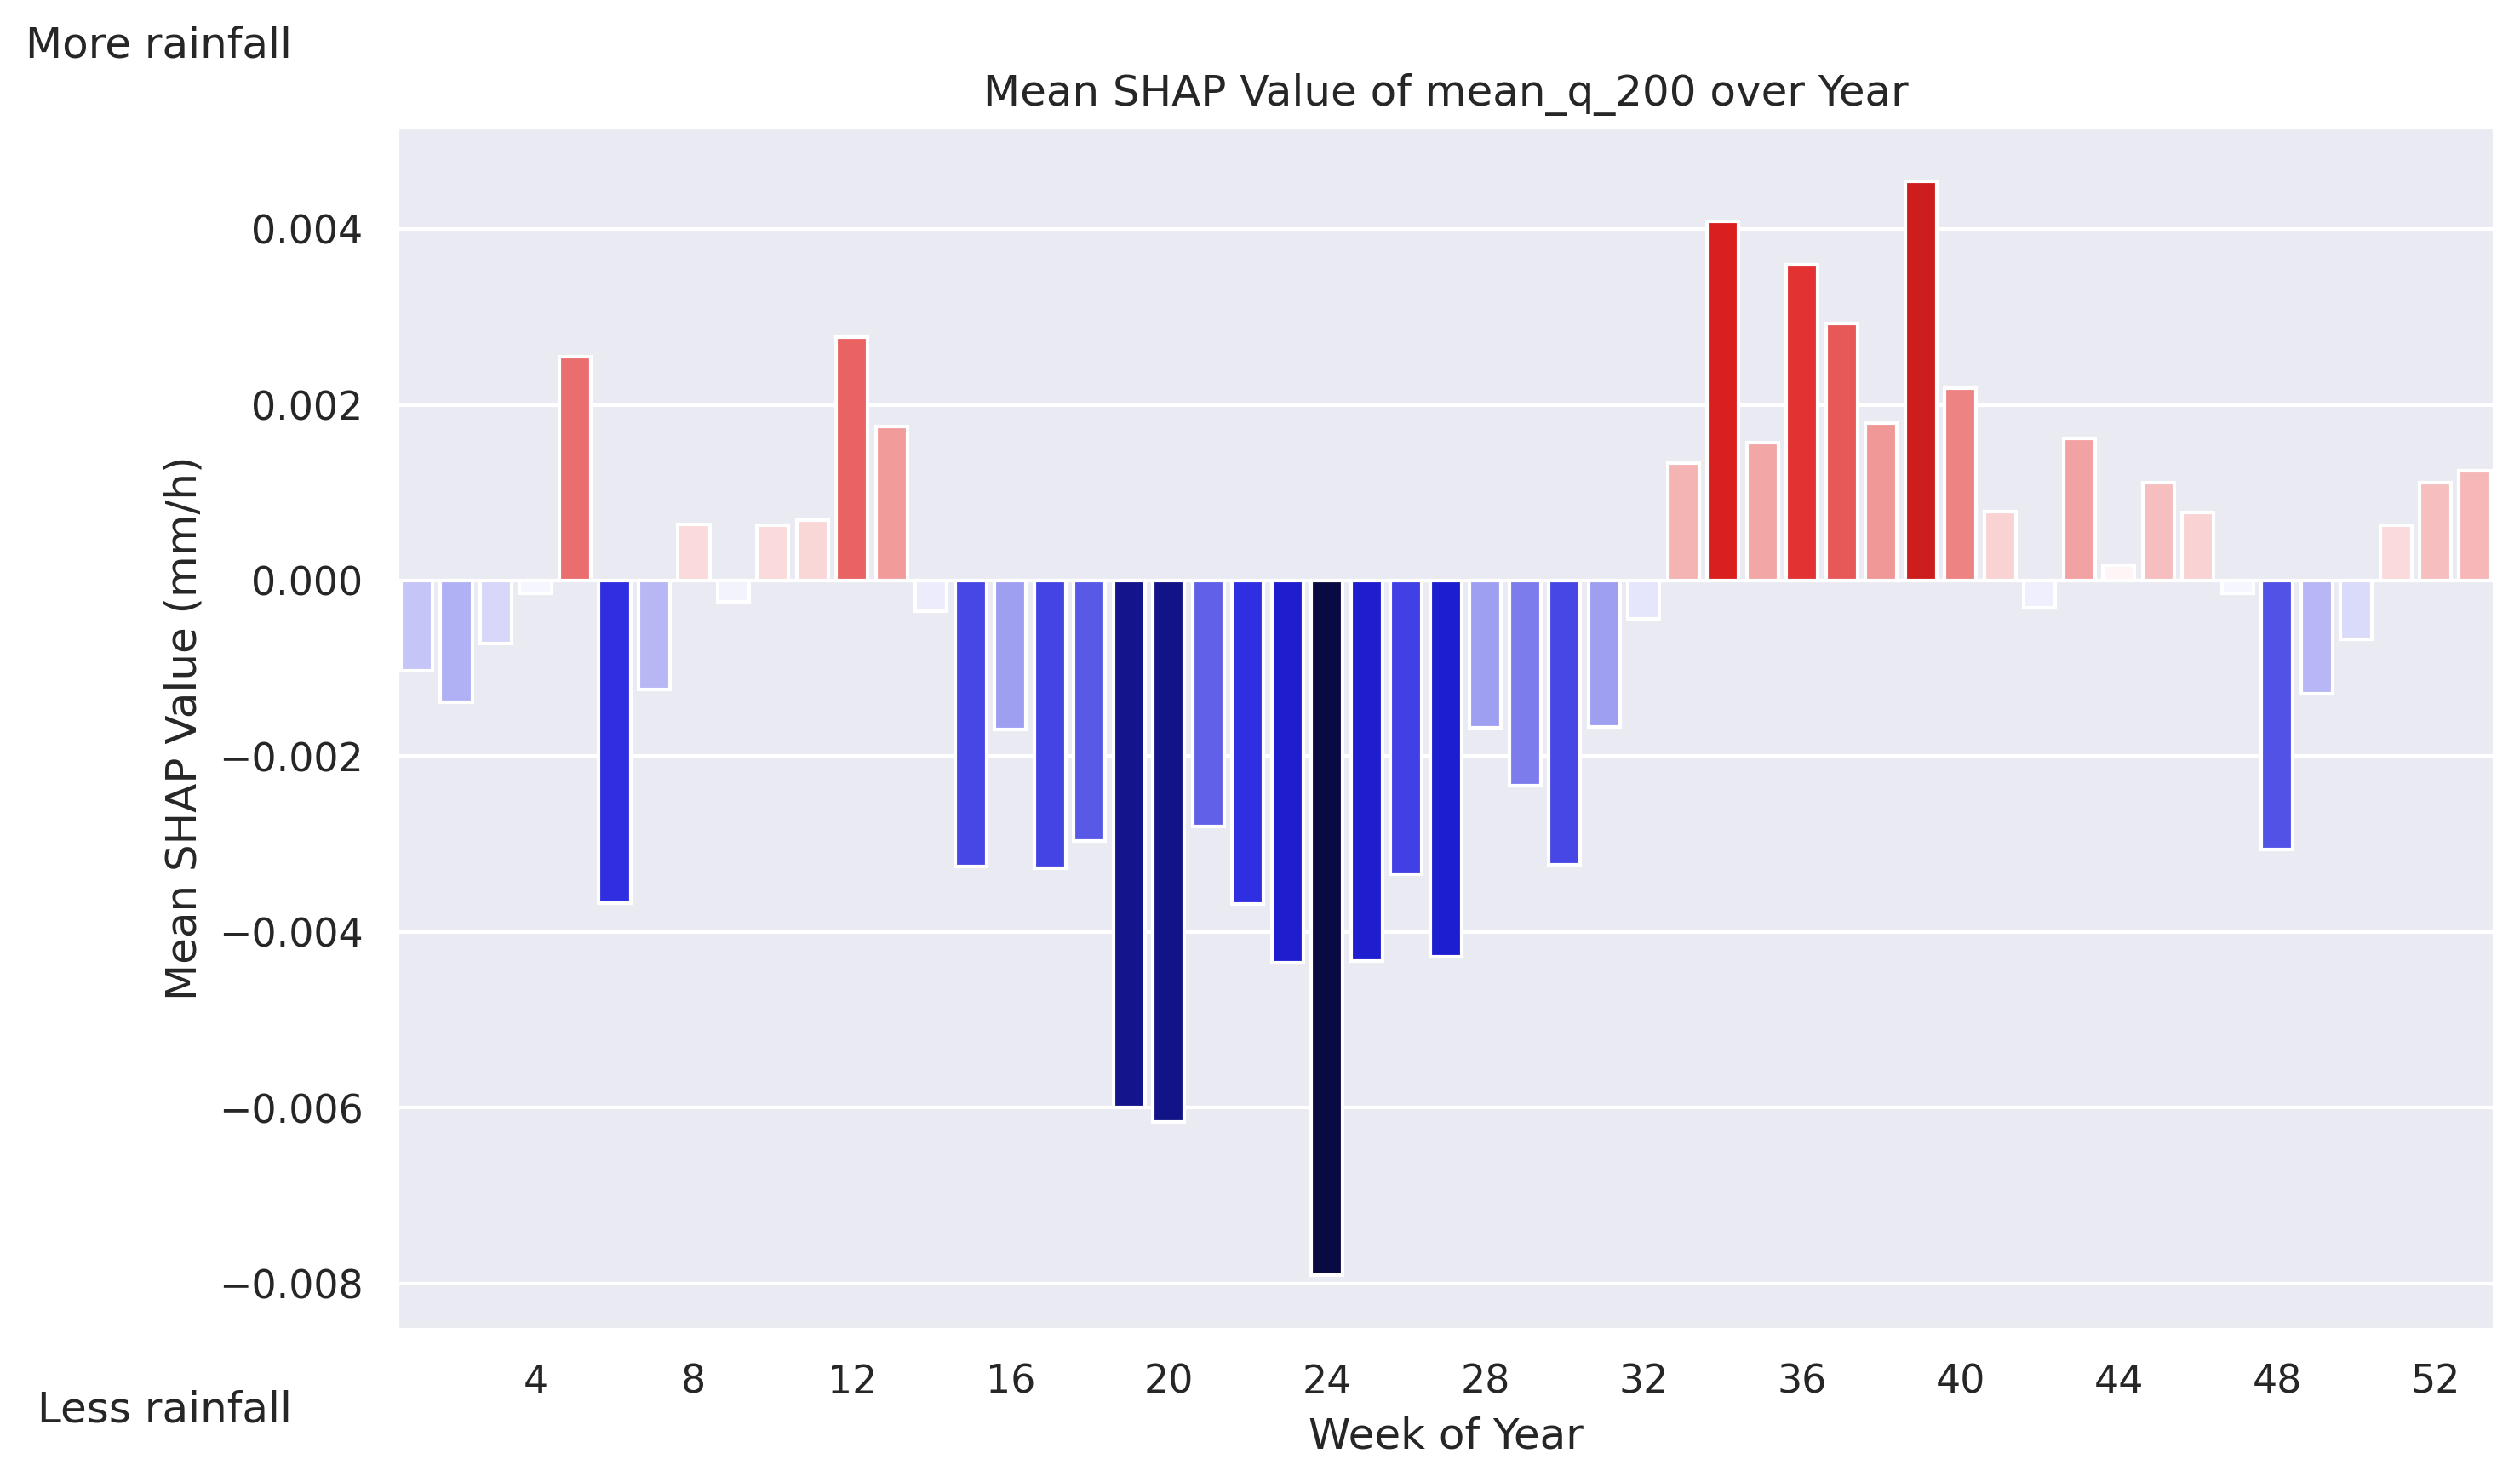 More rainfall
Mean SHAP Value of mean_q_200 over Year
Mean SHAP Value (mm/h)
0.004
0.002
0.000
−0.002
−0.004
−0.006
−0.008
4 8 12 16 20 24 28 32 36 40 44 48 52
Less rainfall
Week of Year